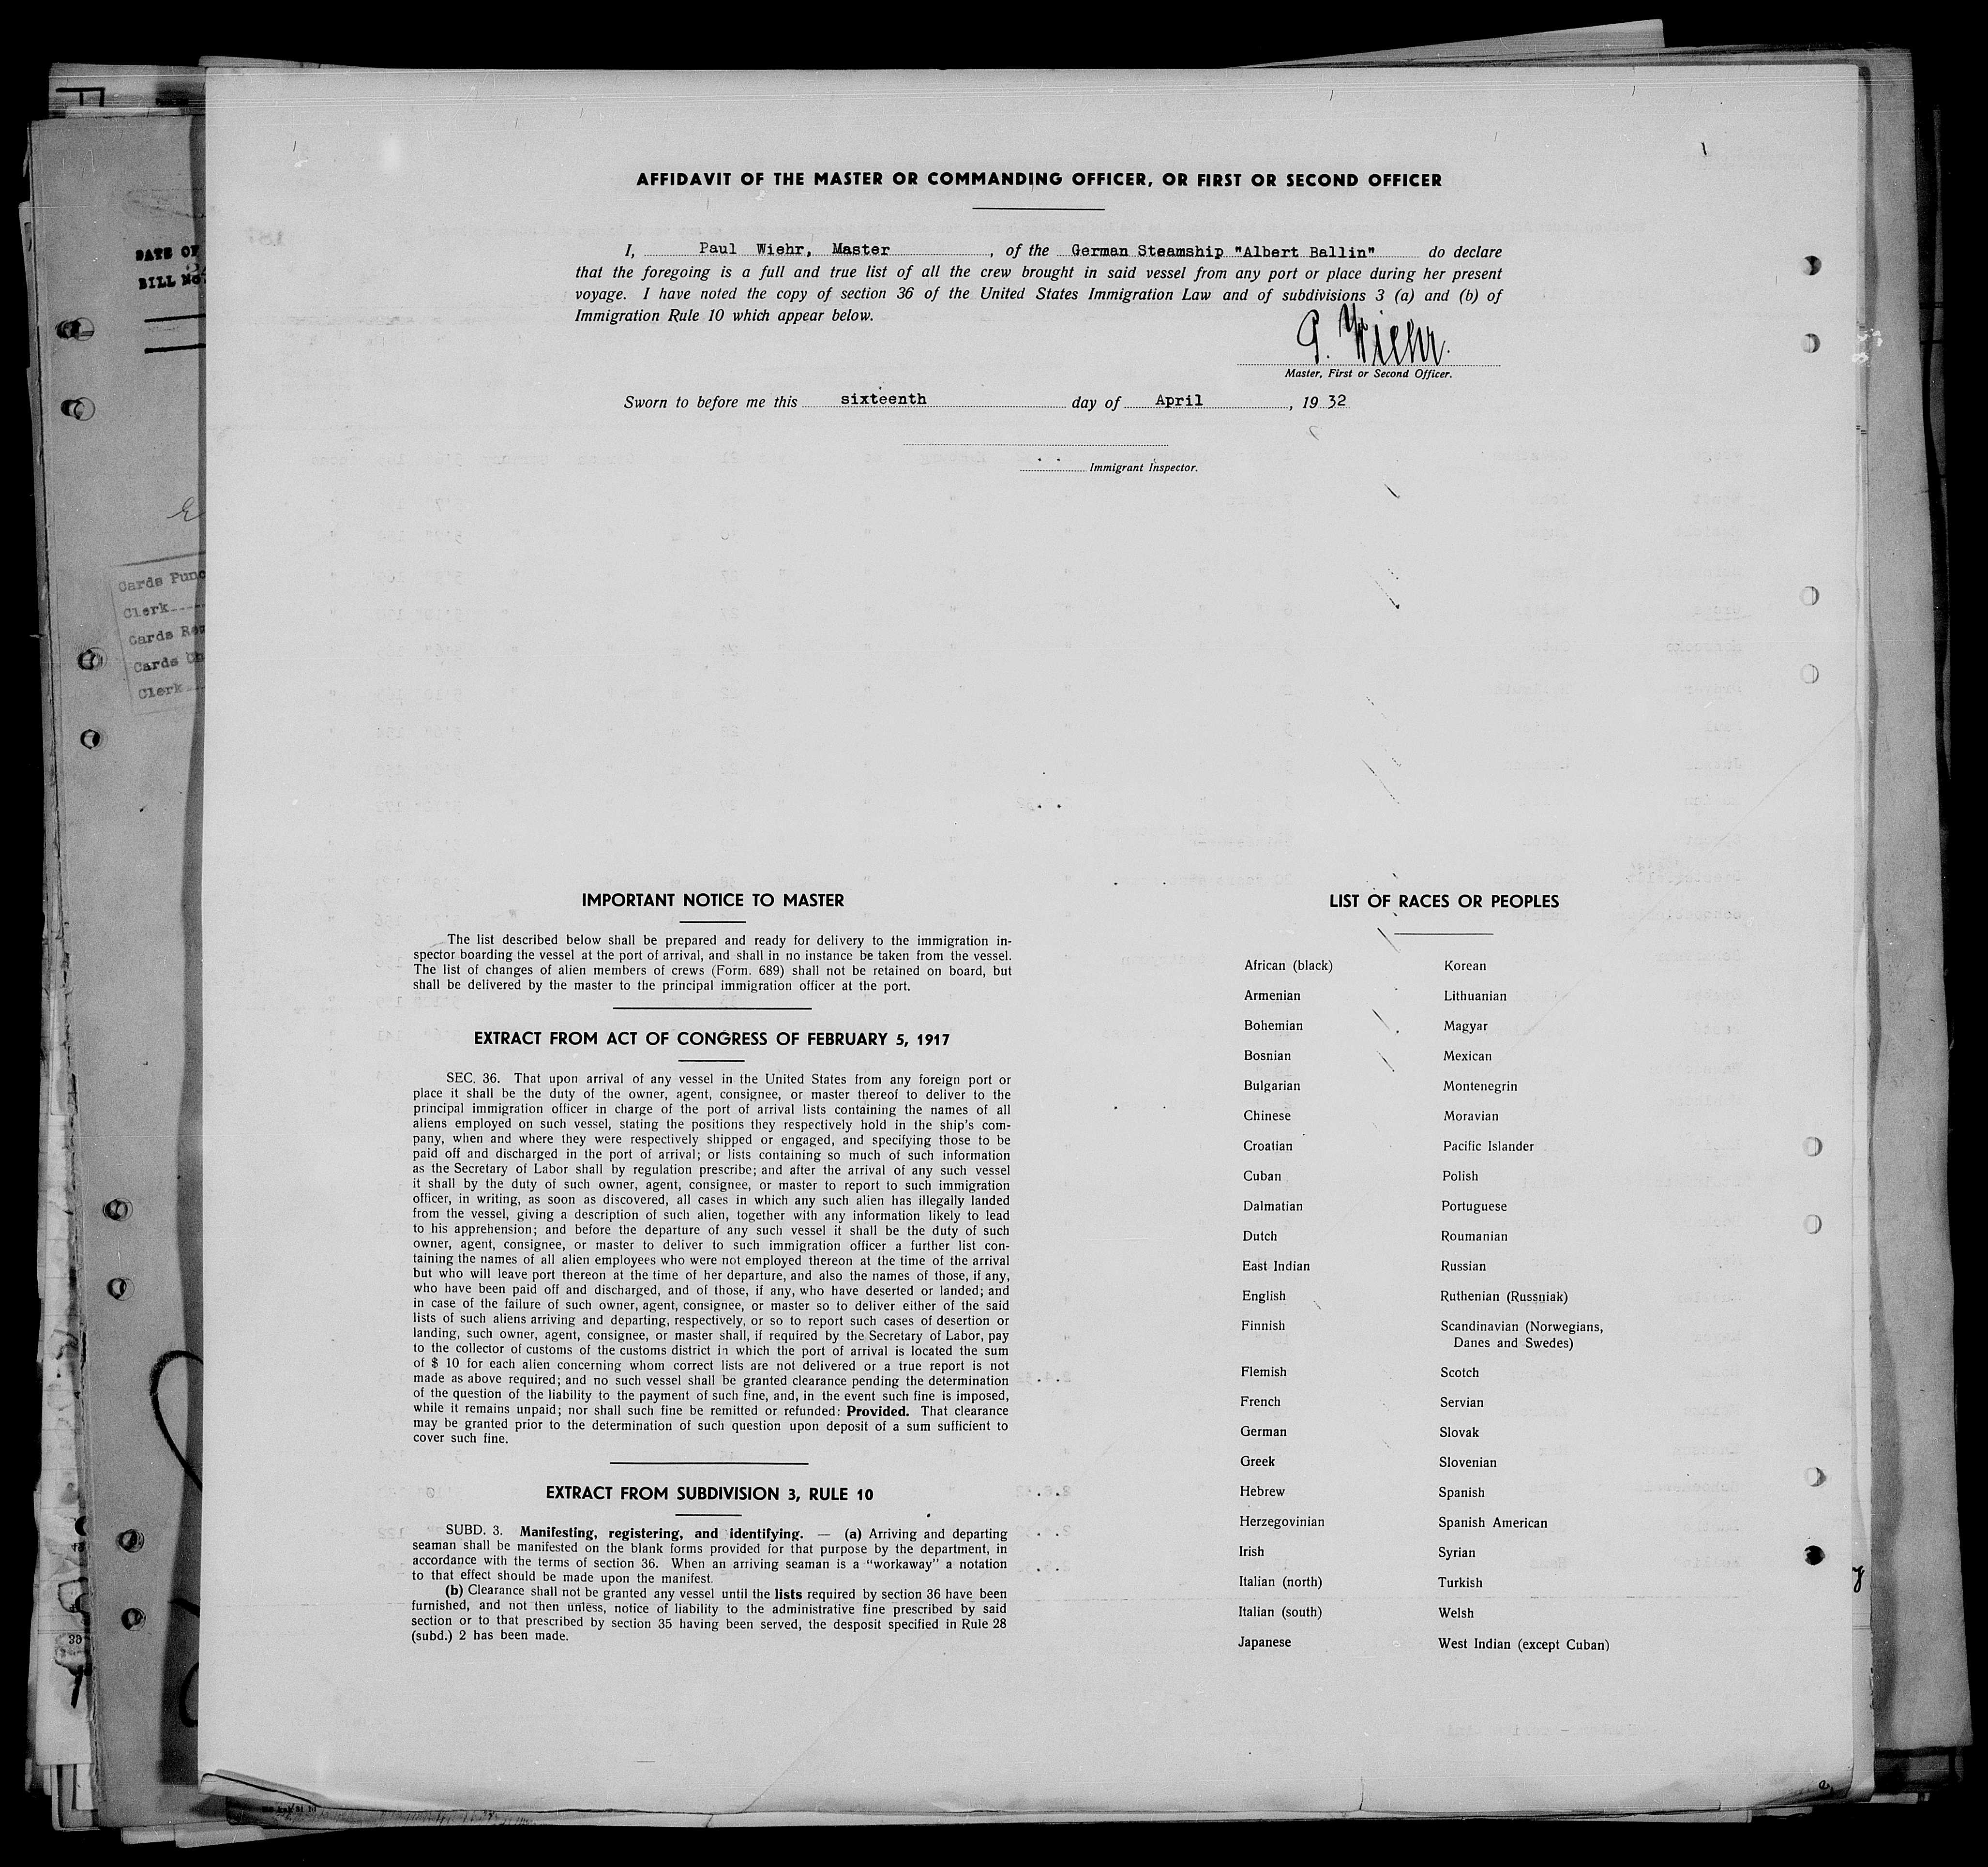 AFFIDAVIT OF THE MASTER OR COMMANDING OFFICER, OR FIRST OR SECOND OFFICER
I, Paul Wiehr, Master, of the German Steamship "Albert Ballin" do declare
that the foregoing is a full and true list of all the crew brought in said vessel from any port or place during her present
voyage. I have noted the copy of section 36 of the United States Immigration Law and of subdivisions 3 (a) and (b) of
Immigration Rule 10 which appear below.
P. Wiehr.
Master, First or Second Officer.
Sworn to before me this sixteenth day of April, 19 32
Immigrant Inspector.
DATE OF
BILL No.
Cards Punc
Clerk
Cards Rev
Cards Ch
Clerk
IMPORTANT NOTICE TO MASTER
The list described below shall be prepared and ready for delivery to the immigration in-
spector boarding the vessel at the port of arrival, and shall in no instance be taken from the vessel.
The list of changes of alien members of crews (Form. 689) shall not be retained on board, but
shall be delivered by the master to the principal immigration officer at the port.
EXTRACT FROM ACT OF CONGRESS OF FEBRUARY 5, 1917
SEC. 36. That upon arrival of any vessel in the United States from any foreign port or
place it shall be the duty of the owner, agent, consignee, or master thereof to deliver to the
principal immigration officer in charge of the port of arrival lists containing the names of all
aliens employed on such vessel, stating the positions they respectively hold in the ship's com-
pany, when and where they were respectively shipped or engaged, and specifying those to be
paid off and discharged in the port of arrival; or lists containing so much of such information
as the Secretary of Labor shall by regulation prescribe; and after the arrival of any such vessel
it shall by the duty of such owner, agent, consignee, or master to report to such immigration
officer, in writing, as soon as discovered, all cases in which any such alien has illegally landed
from the vessel, giving a description of such alien, together with any information likely to lead
to his apprehension; and before the departure of any such vessel it shall be the duty of such
owner, agent, consignee, or master to deliver to such immigration officer a further list con-
taining the names of all alien employees who were not employed thereon at the time of the arrival
but who will leave port thereon at the time of her departure, and also the names of those, if any,
who have been paid off and discharged, and of those, if any, who have deserted or landed; and
in case of the failure of such owner, agent, consignee, or master so to deliver either of the said
lists of such aliens arriving and departing, respectively, or so to report such cases of desertion or
landing, such owner, agent, consignee, or master shall, if required by the Secretary of Labor, pay
to the collector of customs of the customs district in which the port of arrival is located the sum
of $ 10 for each alien concerning whom correct lists are not delivered or a true report is not
made as above required; and no such vessel shall be granted clearance pending the determination
of the question of the liability to the payment of such fine, and, in the event such fine is imposed,
while it remains unpaid; nor shall such fine be remitted or refunded: Provided. That clearance
may be granted prior to the determination of such question upon deposit of a sum sufficient to
cover such fine.
EXTRACT FROM SUBDIVISION 3, RULE 10
SUBD. 3. Manifesting, registering, and identifying. — (a) Arriving and departing
seaman shall be manifested on the blank forms provided for that purpose by the department, in
accordance with the terms of section 36. When an arriving seaman is a "workaway" a notation
to that effect should be made upon the manifest.
(b) Clearance shall not be granted any vessel until the lists required by section 36 have been
furnished, and not then unless, notice of liability to the administrative fine prescribed by said
section or to that prescribed by section 35 having been served, the desposit specified in Rule 28
(subd.) 2 has been made.
LIST OF RACES OR PEOPLES
African (black) Korean
Armenian Lithuanian
Bohemian Magyar
Bosnian Mexican
Bulgarian Montenegrin
Chinese Moravian
Croatian Pacific Islander
Cuban Polish
Dalmatian Portuguese
Dutch Roumanian
East Indian Russian
English Ruthenian (Russniak)
Finnish Scandinavian (Norwegians,
Danes and Swedes)
Flemish Scotch
French Servian
German Slovak
Greek Slovenian
Hebrew Spanish
Herzegovinian Spanish American
Irish Syrian
Italian (north) Turkish
Italian (south) Welsh
Japanese West Indian (except Cuban)